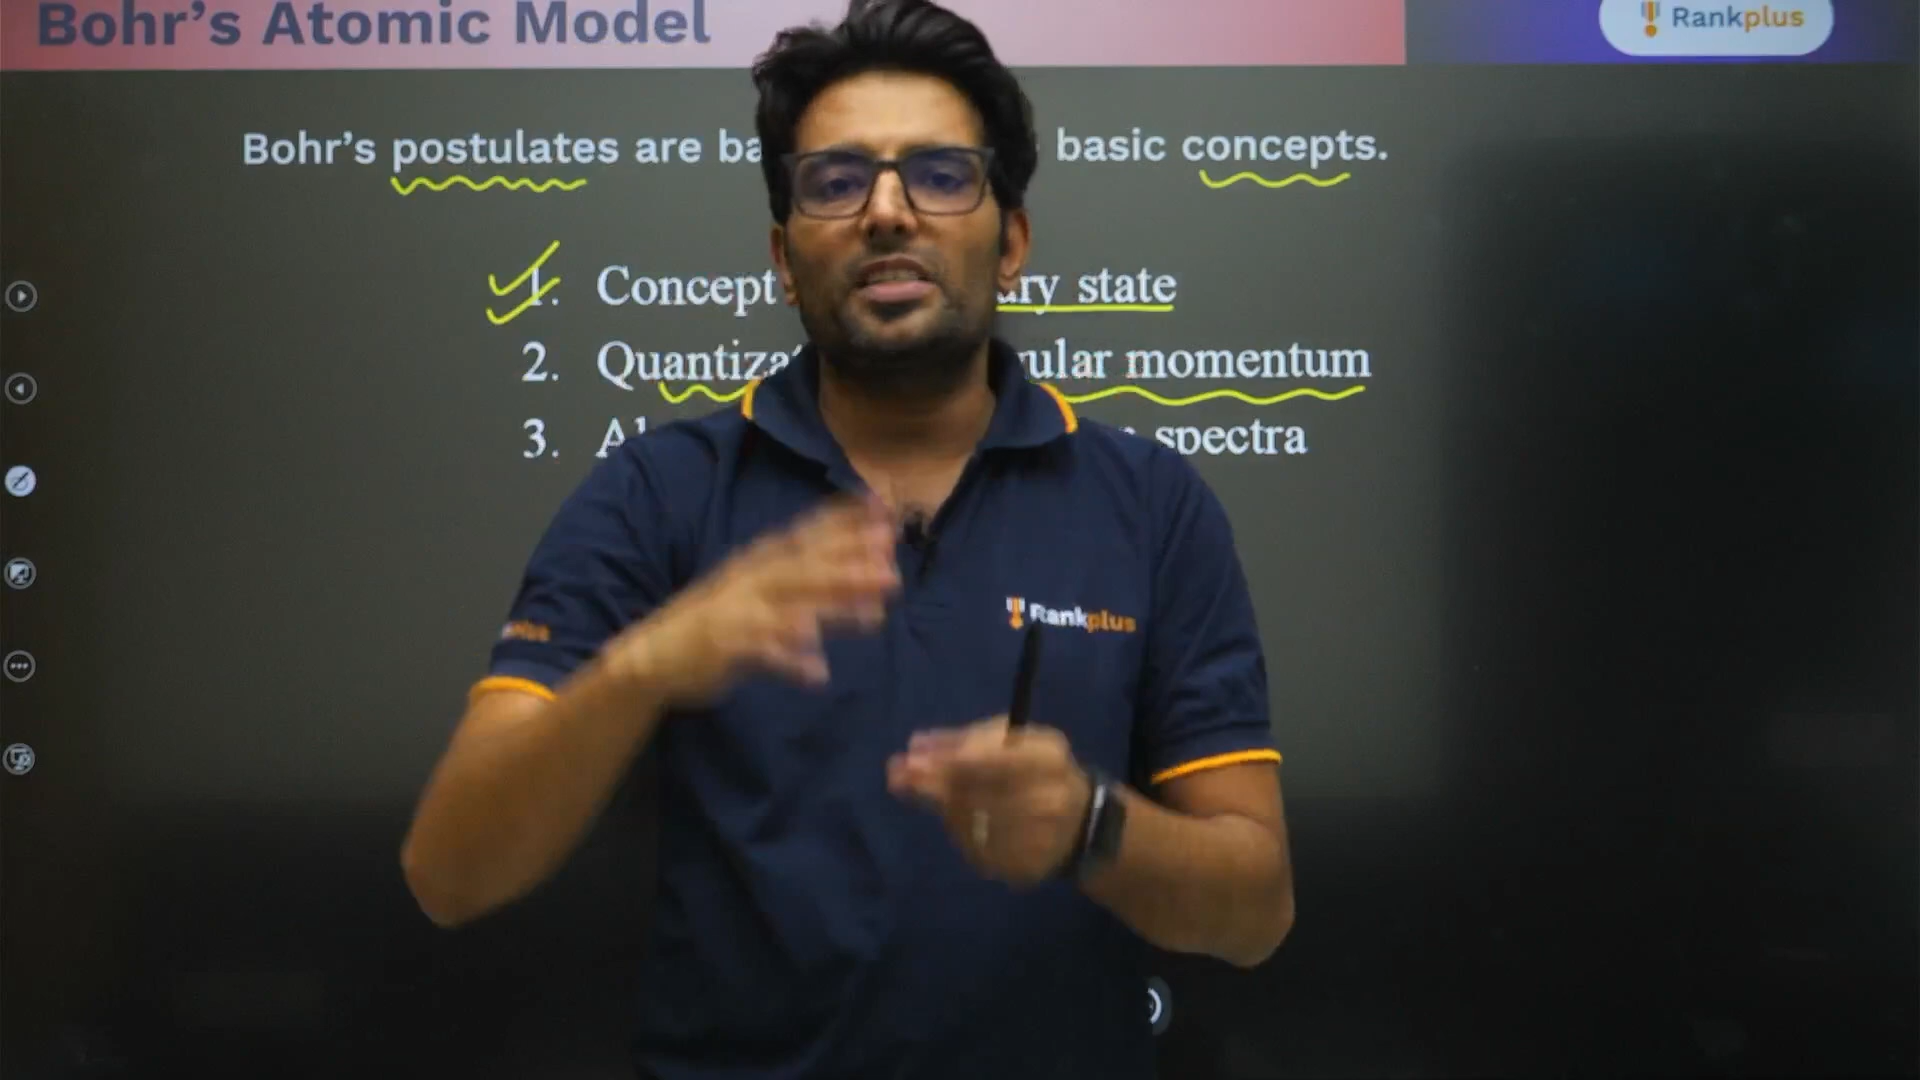 Bohr's Atomic Model
Rankplus
Bohr's postulates are ba basic concepts.
1. Concept ary state
2. Quantiza ular momentum
3. spectra
Rankplus